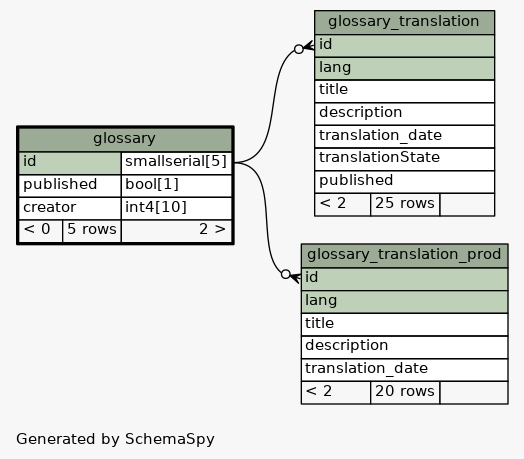 glossary_translation
id
lang
title
description
translation_date
translationState
published
< 2 25 rows
glossary
id smallserial[5]
published bool[1]
creator int4[10]
< 0 5 rows 2 >
glossary_translation_prod
id
lang
title
description
translation_date
< 2 20 rows
Generated by SchemaSpy